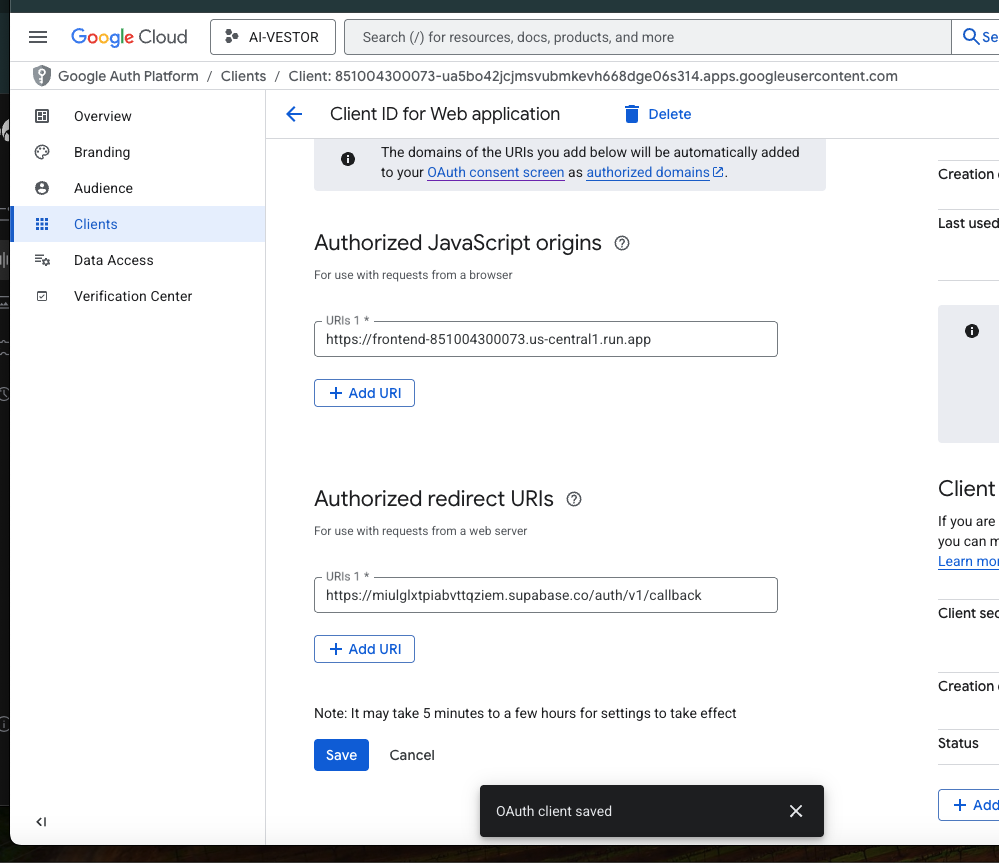 Google Cloud
AI-VESTOR
Search (/) for resources, docs, products, and more
Se
Google Auth Platform / Clients / Client: 851004300073-ua5bo42jcjmsvubmkevh668dge06s314.apps.googleusercontent.com
Overview
Branding
Audience
Clients
Data Access
Verification Center
Client ID for Web application
Delete
The domains of the URIs you add below will be automatically added
to your OAuth consent screen as authorized domains.
Authorized JavaScript origins
For use with requests from a browser
URIs 1 *
https://frontend-851004300073.us-central1.run.app
+ Add URI
Authorized redirect URIs
For use with requests from a web server
URIs 1 *
https://miulglxtpiabvttqziem.supabase.co/auth/v1/callback
+ Add URI
Note: It may take 5 minutes to a few hours for settings to take effect
Save
Cancel
OAuth client saved
Creation
Last used
Client
If you are
you can m
Learn mor
Client sec
Creation
Status
+ Add